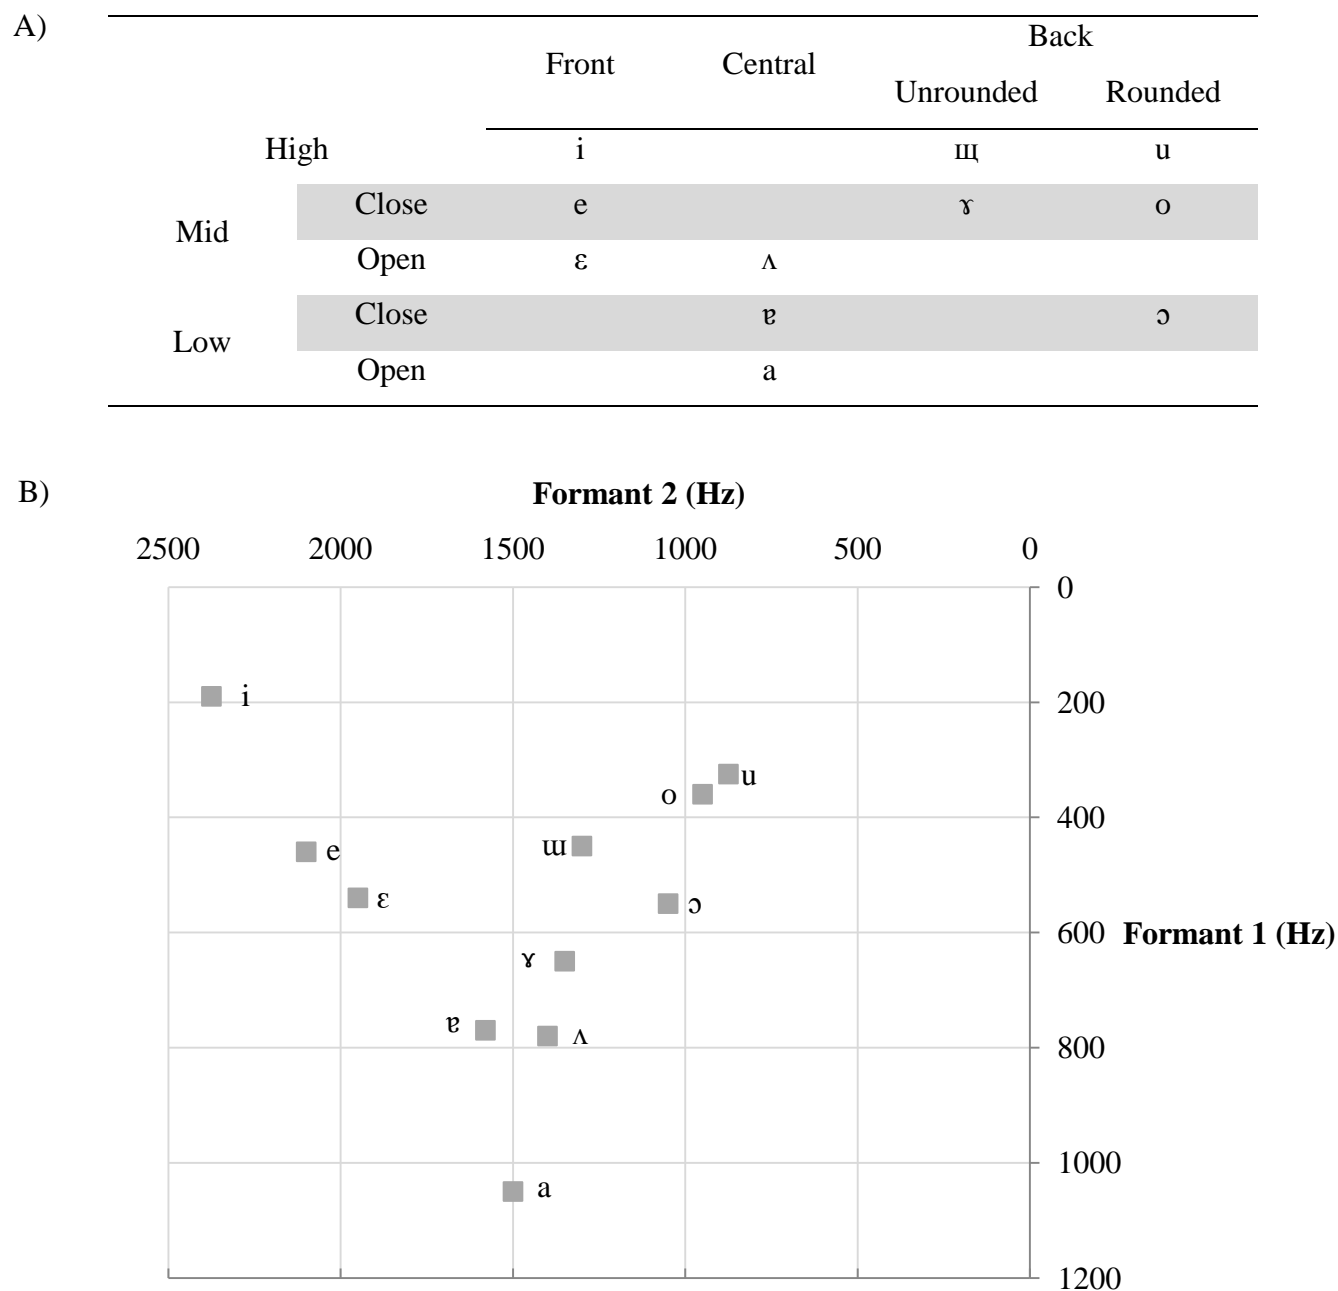 A)
Back
Front Central
Unrounded Rounded
High i щ u
Close e ɤ o
Mid
Open ɛ ʌ
Close ɐ ɔ
Low
Open a
B) Formant 2 (Hz)
2500 2000 1500 1000 500 0
0
i 200
u
o
400
ɯ
e
ɛ ɔ
600 Formant 1 (Hz)
ɤ
ɐ ʌ
800
1000
a
1200